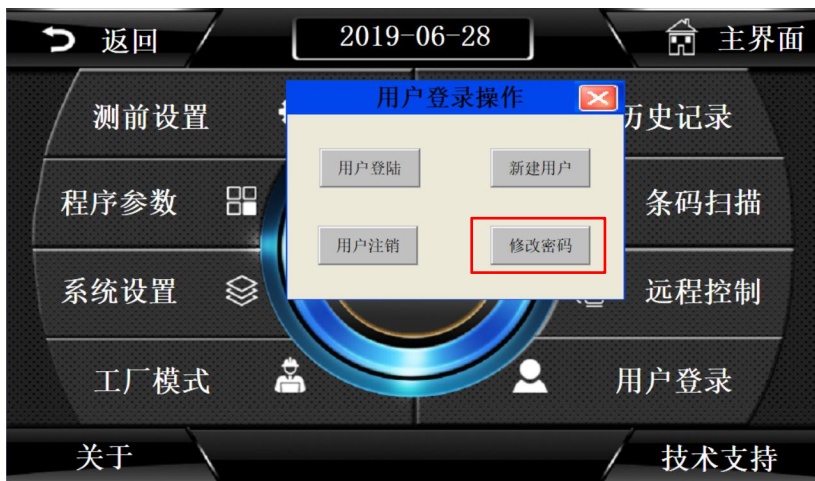 返回
2019-06-28
主界面
用户登录操作
测前设置
历史记录
用户登陆
新建用户
程序参数
条码扫描
用户注销
修改密码
系统设置
远程控制
工厂模式
用户登录
关于
技术支持